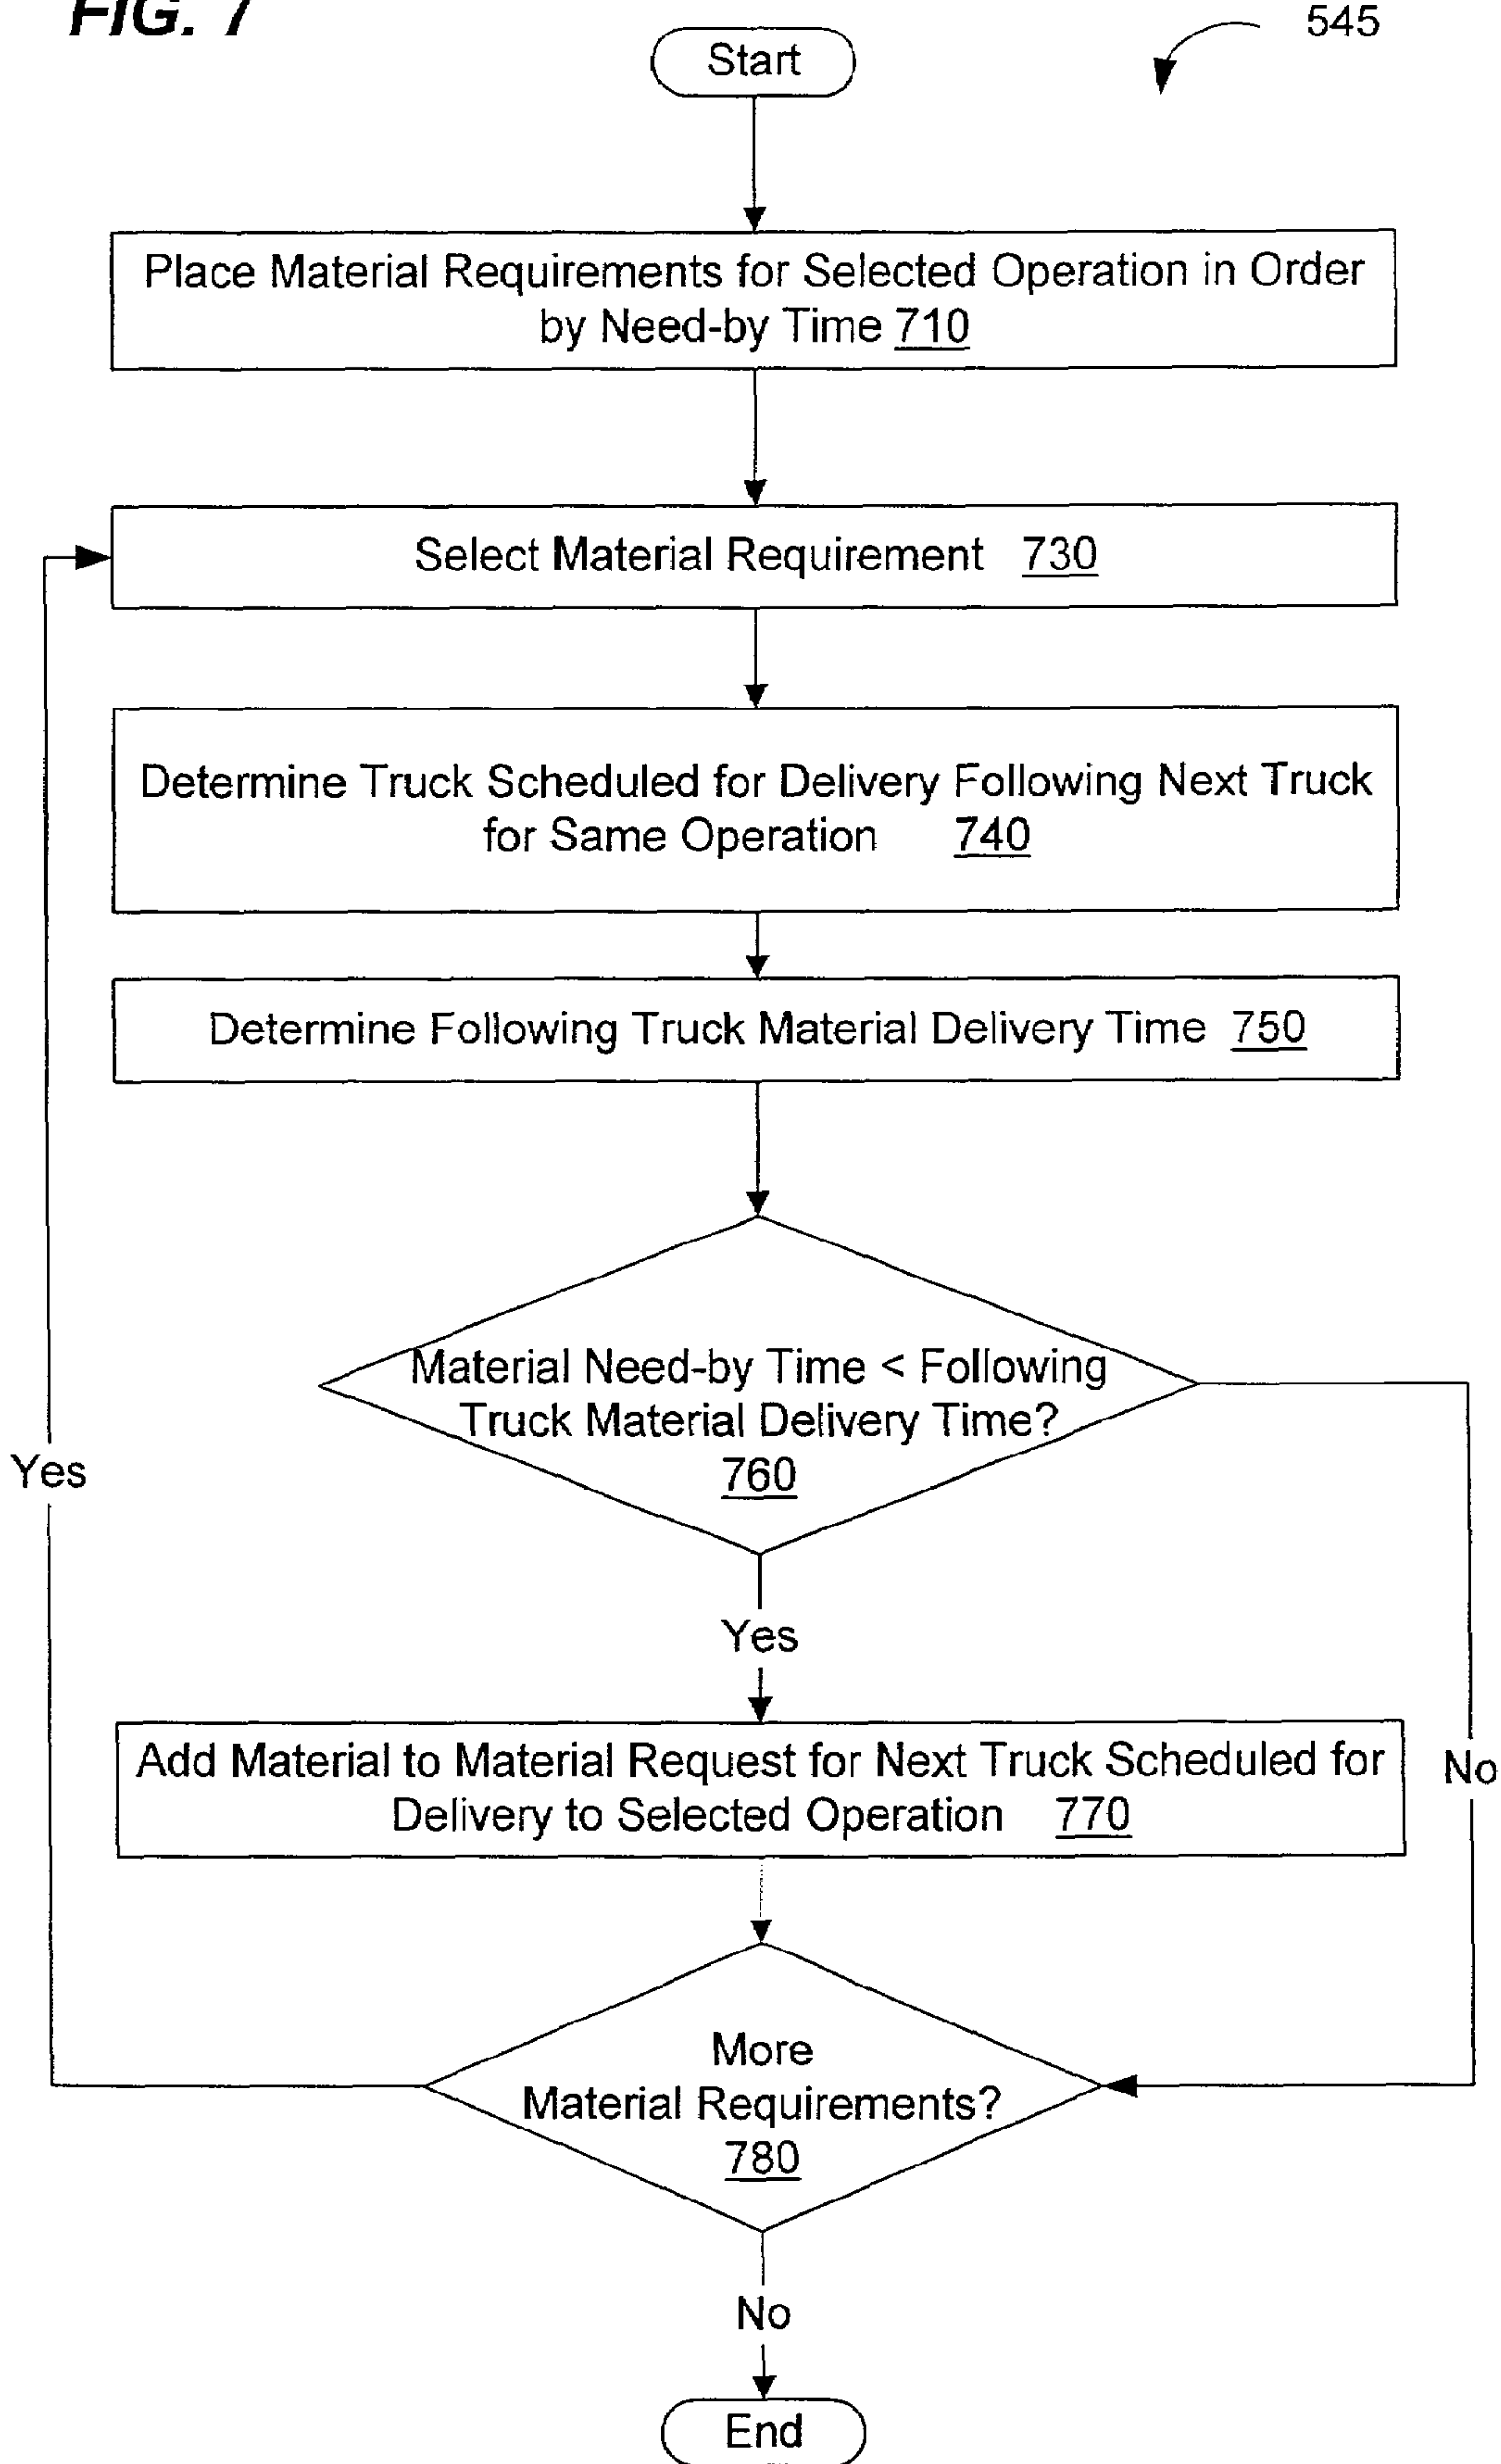 FIG. 7
545
Start
Place Material Requirements for Selected Operation in Order
by Need-by Time 710
Select Material Requirement 730
Determine Truck Scheduled for Delivery Following Next Truck
for Same Operation 740
Determine Following Truck Material Delivery Time 750
Material Need-by Time < Following
Truck Material Delivery Time?
760
Yes
Yes
Add Material to Material Request for Next Truck Scheduled for
Delivery to Selected Operation 770
No
More
Material Requirements?
780
No
End